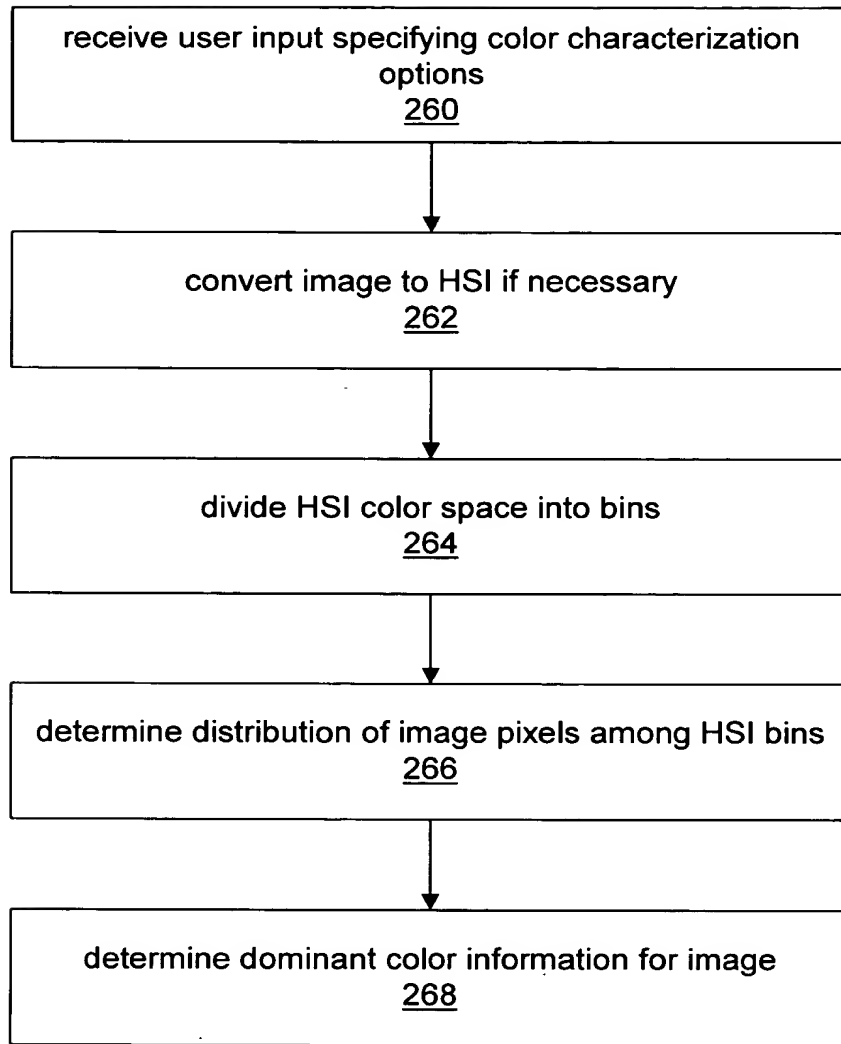 receive user input specifying color characterization
options
260
convert image to HSI if necessary
262
divide HSI color space into bins
264
determine distribution of image pixels among HSI bins
266
determine dominant color information for image
268